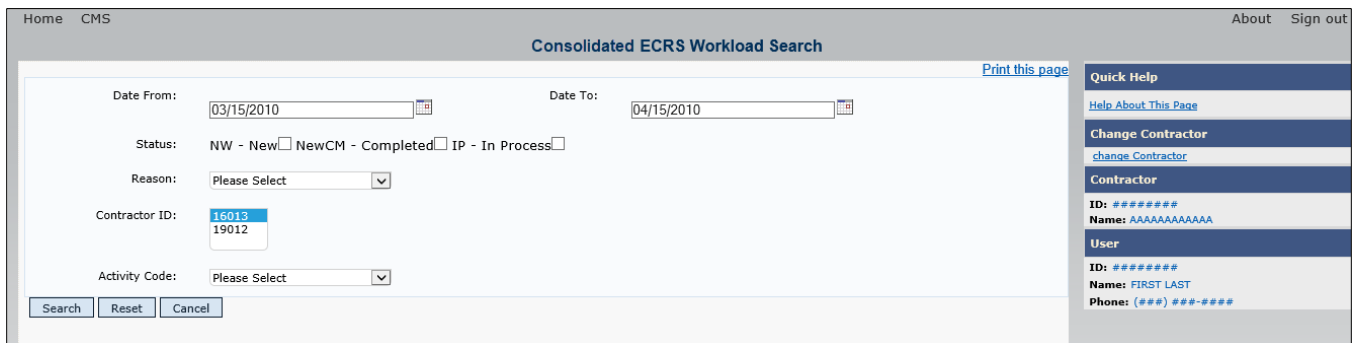 Home CMS About Sign out
Consolidated ECRS Workload Search
Print this page
Date From: 03/15/2010 Date To: 04/15/2010
Status: NW - New NewCM - Completed IP - In Process
Reason: Please Select
Contractor ID: 16013
19012
Activity Code: Please Select
Search Reset Cancel
Quick Help
Help About This Page
Change Contractor
change Contractor
Contractor
ID: ########
Name: AAAAAAAAAAAA
User
ID: ########
Name: FIRST LAST
Phone: (###) ###-####